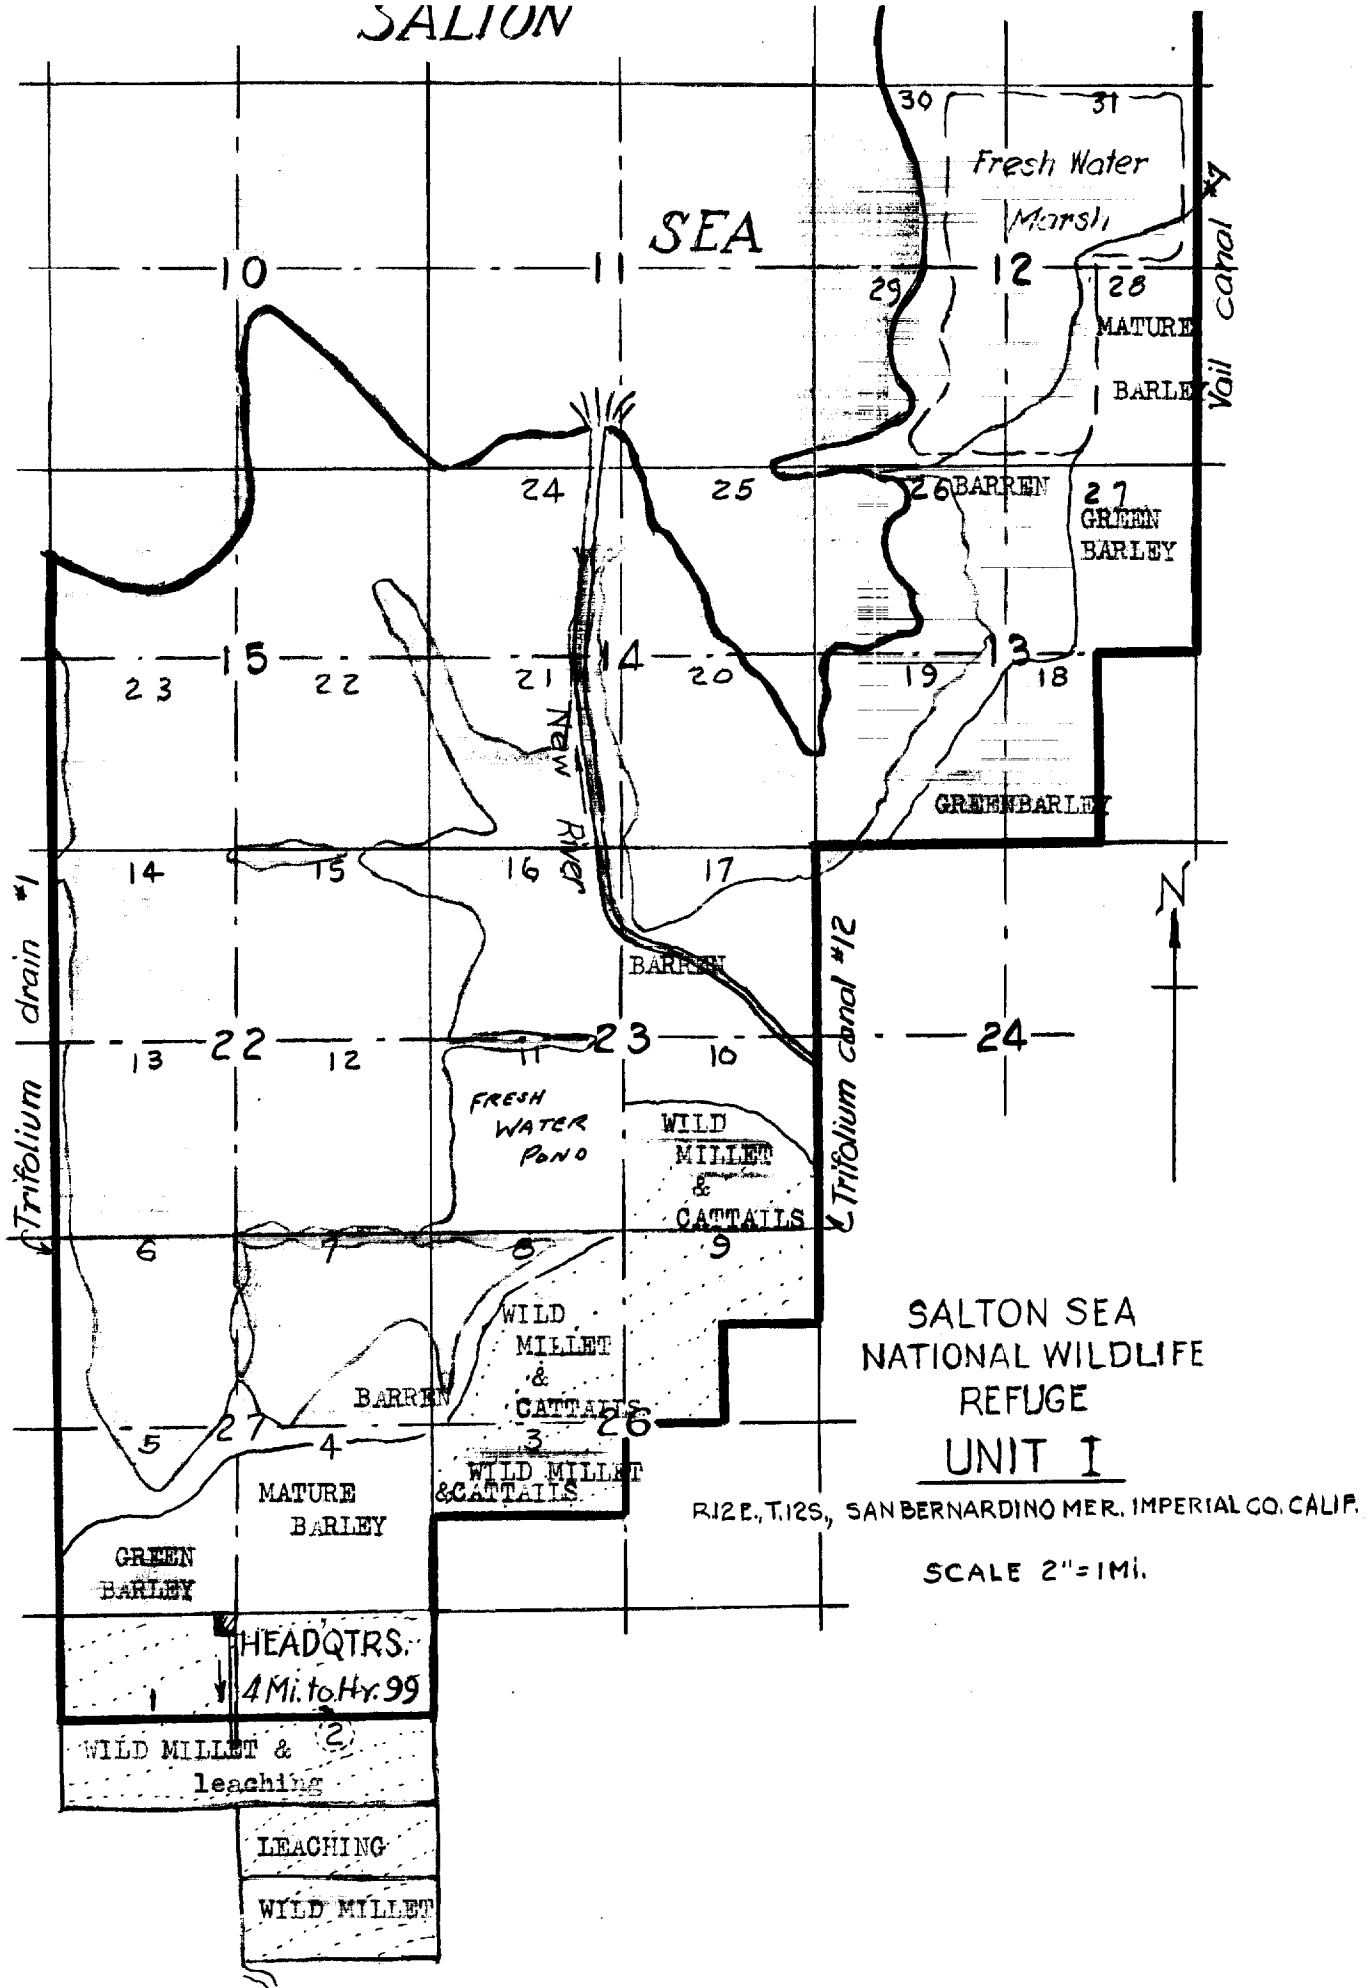 SALTON
30
31
Fresh Water
Marsh
Vail canal #7
SEA
10
11
12
29
28
MATURE
BARLEY
24
25
26
BARREN
27
GREEN
BARLEY
15
14
13
23
22
21
20
19
18
New River
GREENBARLEY
14
15
16
17
N
Trifolium drain #1
BARREN
Trifolium canal #12
22
23
24
13
12
11
10
FRESH
WATER
POND
WILD
MILLET
&
CATTAILS
6
7
8
9
WILD
MILLET
&
CATTAILS
SALTON SEA
NATIONAL WILDLIFE
REFUGE
UNIT I
R.12E., T.12S., SAN BERNARDINO MER. IMPERIAL CO. CALIF.
SCALE 2"=1Mi.
BARREN
27
26
5
4
3
WILD MILLET
&CATTAILS
MATURE
BARLEY
GREEN
BARLEY
HEADQTRS.
4 Mi. to Hy. 99
1
2
WILD MILLET &
leaching
LEACHING
WILD MILLET